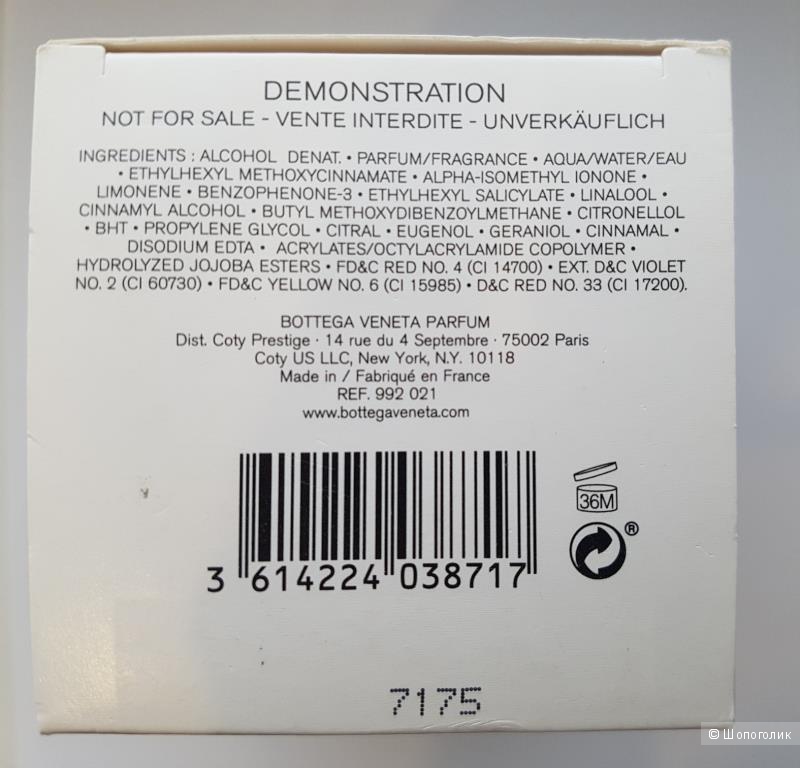 DEMONSTRATION
NOT FOR SALE - VENTE INTERDITE - UNVERKÄUFLICH
INGREDIENTS : ALCOHOL DENAT. • PARFUM/FRAGRANCE • AQUA/WATER/EAU
• ETHYLHEXYL METHOXYCINNAMATE • ALPHA-ISOMETHYL IONONE •
LIMONENE • BENZOPHENONE-3 • ETHYLHEXYL SALICYLATE • LINALOOL •
CINNAMYL ALCOHOL • BUTYL METHOXYDIBENZOYLMETHANE • CITRONELLOL
• BHT • PROPYLENE GLYCOL • CITRAL • EUGENOL • GERANIOL • CINNAMAL •
DISODIUM EDTA • ACRYLATES/OCTYLACRYLAMIDE COPOLYMER •
HYDROLYZED JOJOBA ESTERS • FD&C RED NO. 4 (CI 14700) • EXT. D&C VIOLET
NO. 2 (CI 60730) • FD&C YELLOW NO. 6 (CI 15985) • D&C RED NO. 33 (CI 17200).
BOTTEGA VENETA PARFUM
Dist. Coty Prestige · 14 rue du 4 Septembre · 75002 Paris
Coty US LLC, New York, N.Y. 10118
Made in / Fabriqué en France
REF. 992 021
www.bottegaveneta.com
36M
®
3 614224 038717
7175
© Шопоголик